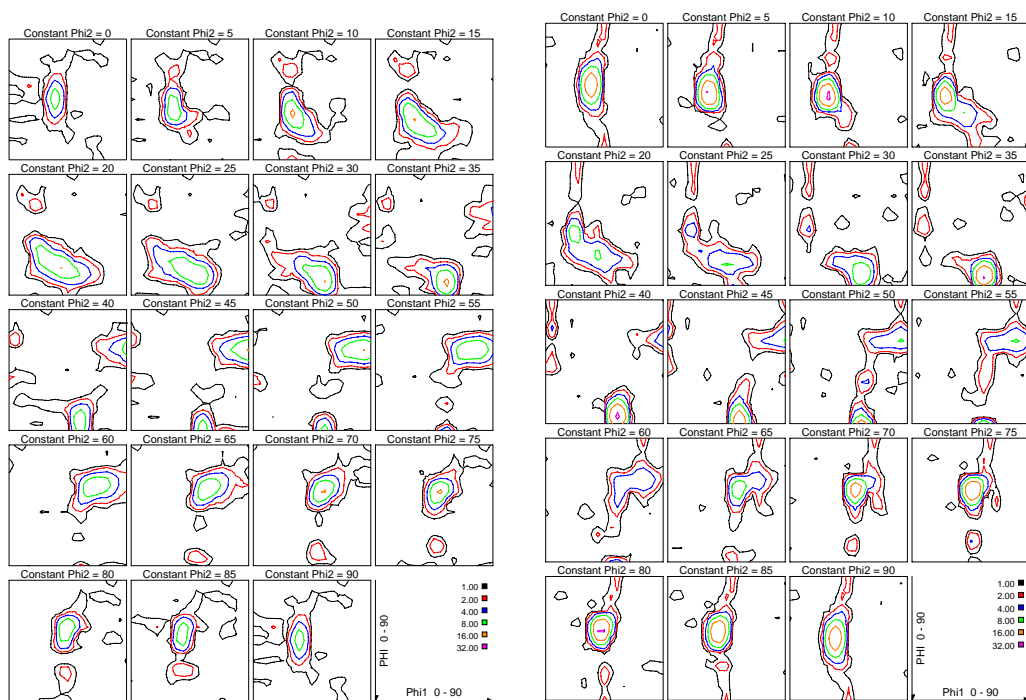 Constant Phi2 = 0 Constant Phi2 = 5 Constant Phi2 = 10 Constant Phi2 = 15
Constant Phi2 = 20 Constant Phi2 = 25 Constant Phi2 = 30 Constant Phi2 = 35
Constant Phi2 = 40 Constant Phi2 = 45 Constant Phi2 = 50 Constant Phi2 = 55
Constant Phi2 = 60 Constant Phi2 = 65 Constant Phi2 = 70 Constant Phi2 = 75
Constant Phi2 = 80 Constant Phi2 = 85 Constant Phi2 = 90
1.00
2.00
4.00
8.00
16.00
32.00
PHI 0 - 90
Phi1 0 - 90
Constant Phi2 = 0 Constant Phi2 = 5 Constant Phi2 = 10 Constant Phi2 = 15
Constant Phi2 = 20 Constant Phi2 = 25 Constant Phi2 = 30 Constant Phi2 = 35
Constant Phi2 = 40 Constant Phi2 = 45 Constant Phi2 = 50 Constant Phi2 = 55
Constant Phi2 = 60 Constant Phi2 = 65 Constant Phi2 = 70 Constant Phi2 = 75
Constant Phi2 = 80 Constant Phi2 = 85 Constant Phi2 = 90
1.00
2.00
4.00
8.00
16.00
32.00
PHI 0 - 90
Phi1 0 - 90